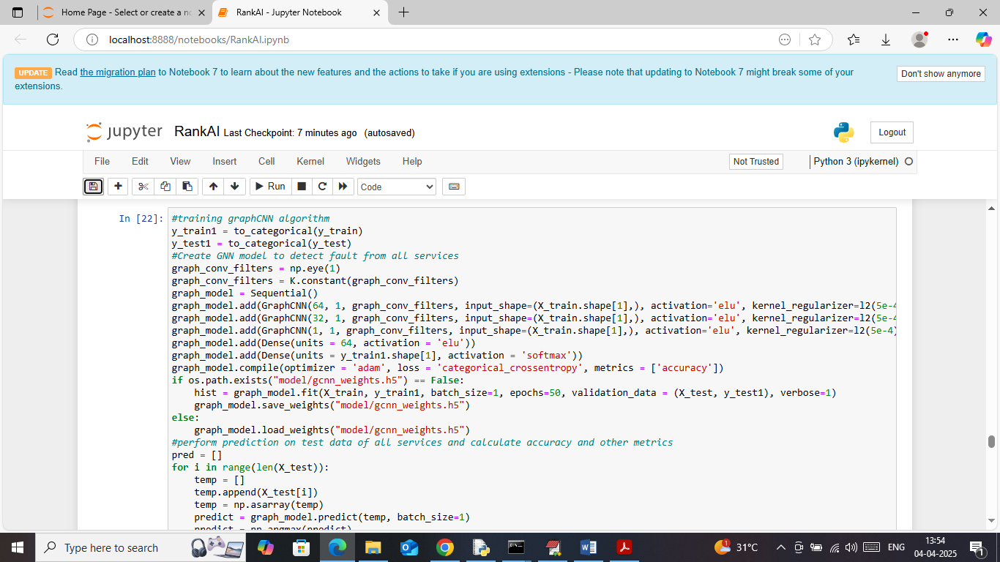 Home Page - Select or create a no
RankAI - Jupyter Notebook
localhost:8888/notebooks/RankAI.ipynb
UPDATE Read the migration plan to Notebook 7 to learn about the new features and the actions to take if you are using extensions - Please note that updating to Notebook 7 might break some of your
extensions.
Don't show anymore
jupyter RankAI Last Checkpoint: 7 minutes ago (autosaved)
Logout
File Edit View Insert Cell Kernel Widgets Help
Not Trusted
Python 3 (ipykernel)
Run
Code
In [22]:
#training graphCNN algorithm
y_train1 = to_categorical(y_train)
y_test1 = to_categorical(y_test)
#Create GNN model to detect fault from all services
graph_conv_filters = np.eye(1)
graph_conv_filters = K.constant(graph_conv_filters)
graph_model = Sequential()
graph_model.add(GraphCNN(64, 1, graph_conv_filters, input_shape=(X_train.shape[1],), activation='elu', kernel_regularizer=l2(5e-4
graph_model.add(GraphCNN(32, 1, graph_conv_filters, input_shape=(X_train.shape[1],), activation='elu', kernel_regularizer=l2(5e-4
graph_model.add(GraphCNN(1, 1, graph_conv_filters, input_shape=(X_train.shape[1],), activation='elu', kernel_regularizer=l2(5e-4)
graph_model.add(Dense(units = 64, activation = 'elu'))
graph_model.add(Dense(units = y_train1.shape[1], activation = 'softmax'))
graph_model.compile(optimizer = 'adam', loss = 'categorical_crossentropy', metrics = ['accuracy'])
if os.path.exists("model/gcnn_weights.h5") == False:
    hist = graph_model.fit(X_train, y_train1, batch_size=1, epochs=50, validation_data = (X_test, y_test1), verbose=1)
    graph_model.save_weights("model/gcnn_weights.h5")
else:
    graph_model.load_weights("model/gcnn_weights.h5")
#perform prediction on test data of all services and calculate accuracy and other metrics
pred = []
for i in range(len(X_test)):
    temp = []
    temp.append(X_test[i])
    temp = np.asarray(temp)
    predict = graph_model.predict(temp, batch_size=1)
    predict = np.argmax(predict)
Type here to search
1
31°C
ENG
13:54
04-04-2025
1